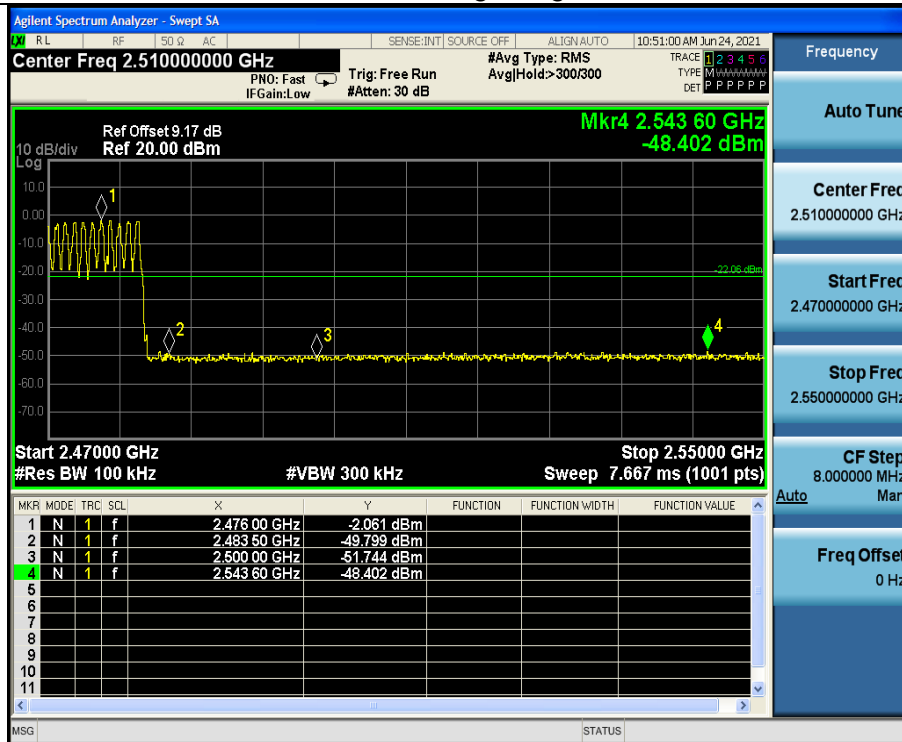 Agilent Spectrum Analyzer - Swept SA
LXI RL RF 50 Ω AC SENSE:INT SOURCE OFF ALIGN AUTO 10:51:00 AM Jun 24, 2021
Center Freq 2.510000000 GHz #Avg Type: RMS TRACE 1 2 3 4 5 6
PNO: Fast Trig: Free Run Avg|Hold:>300/300 TYPE M
IFGain:Low #Atten: 30 dB DET P P P P P P
Ref Offset 9.17 dB Mkr4 2.543 60 GHz
10 dB/div Ref 20.00 dBm -48.402 dBm
Log
10.0
0.00
-10.0
-20.0
-30.0
-40.0
-50.0
-60.0
-70.0
1
2
3
4
-22.06 dBm
Start 2.47000 GHz Stop 2.55000 GHz
#Res BW 100 kHz #VBW 300 kHz Sweep 7.667 ms (1001 pts)
MKR MODE TRC SCL X Y FUNCTION FUNCTION WIDTH FUNCTION VALUE
1 N 1 f 2.476 00 GHz -2.061 dBm
2 N 1 f 2.483 50 GHz -49.799 dBm
3 N 1 f 2.500 00 GHz -51.744 dBm
4 N 1 f 2.543 60 GHz -48.402 dBm
5
6
7
8
9
10
11
MSG STATUS
Frequency
Auto Tune
Center Freq
2.510000000 GHz
Start Freq
2.470000000 GHz
Stop Freq
2.550000000 GHz
CF Step
8.000000 MHz
Auto Man
Freq Offset
0 Hz